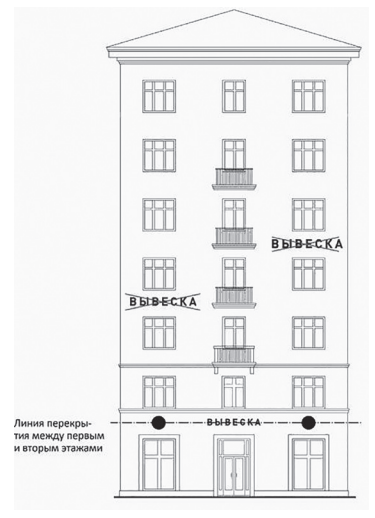 ВЫВЕСКА
ВЫВЕСКА
Линия перекры-
тия между первым
и вторым этажами
ВЫВЕСКА